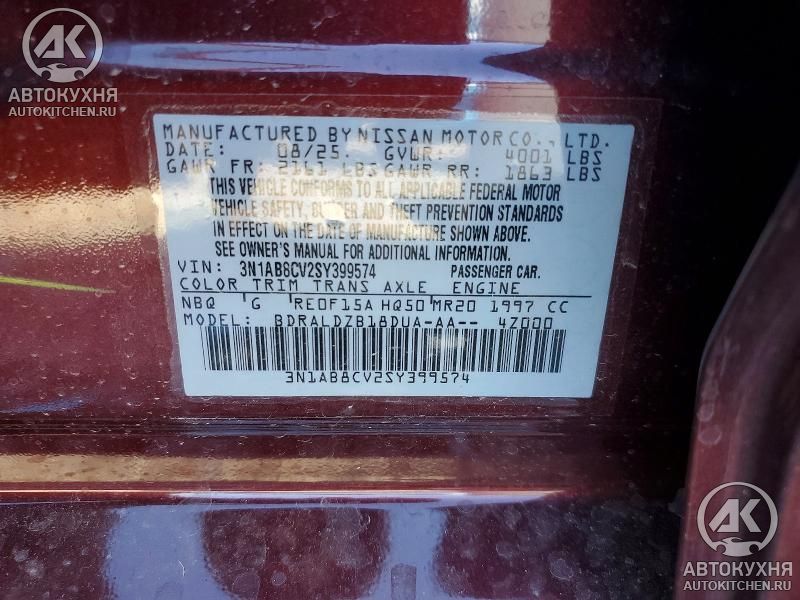 АК
АВТОКУХНЯ
AUTOKITCHEN.RU
MANUFACTURED BY NISSAN MOTOR CO., LTD.
DATE: 08/25. GVWR: 4001 LBS
GAWR FR: 2161 LBS GAWR RR: 1863 LBS
THIS VEHICLE CONFORMS TO ALL APPLICABLE FEDERAL MOTOR
VEHICLE SAFETY, BUMPER AND THEFT PREVENTION STANDARDS
IN EFFECT ON THE DATE OF MANUFACTURE SHOWN ABOVE.
SEE OWNER'S MANUAL FOR ADDITIONAL INFORMATION.
VIN: 3N1AB8CV2SY399574 PASSENGER CAR.
COLOR TRIM TRANS AXLE ENGINE
NBQ G RE0F15A HQ50 MR20 1997 CC
MODEL: BDRALDZB18DUA-AA-- 4Z000
3N1AB8CV2SY399574
АК
АВТОКУХНЯ
AUTOKITCHEN.RU